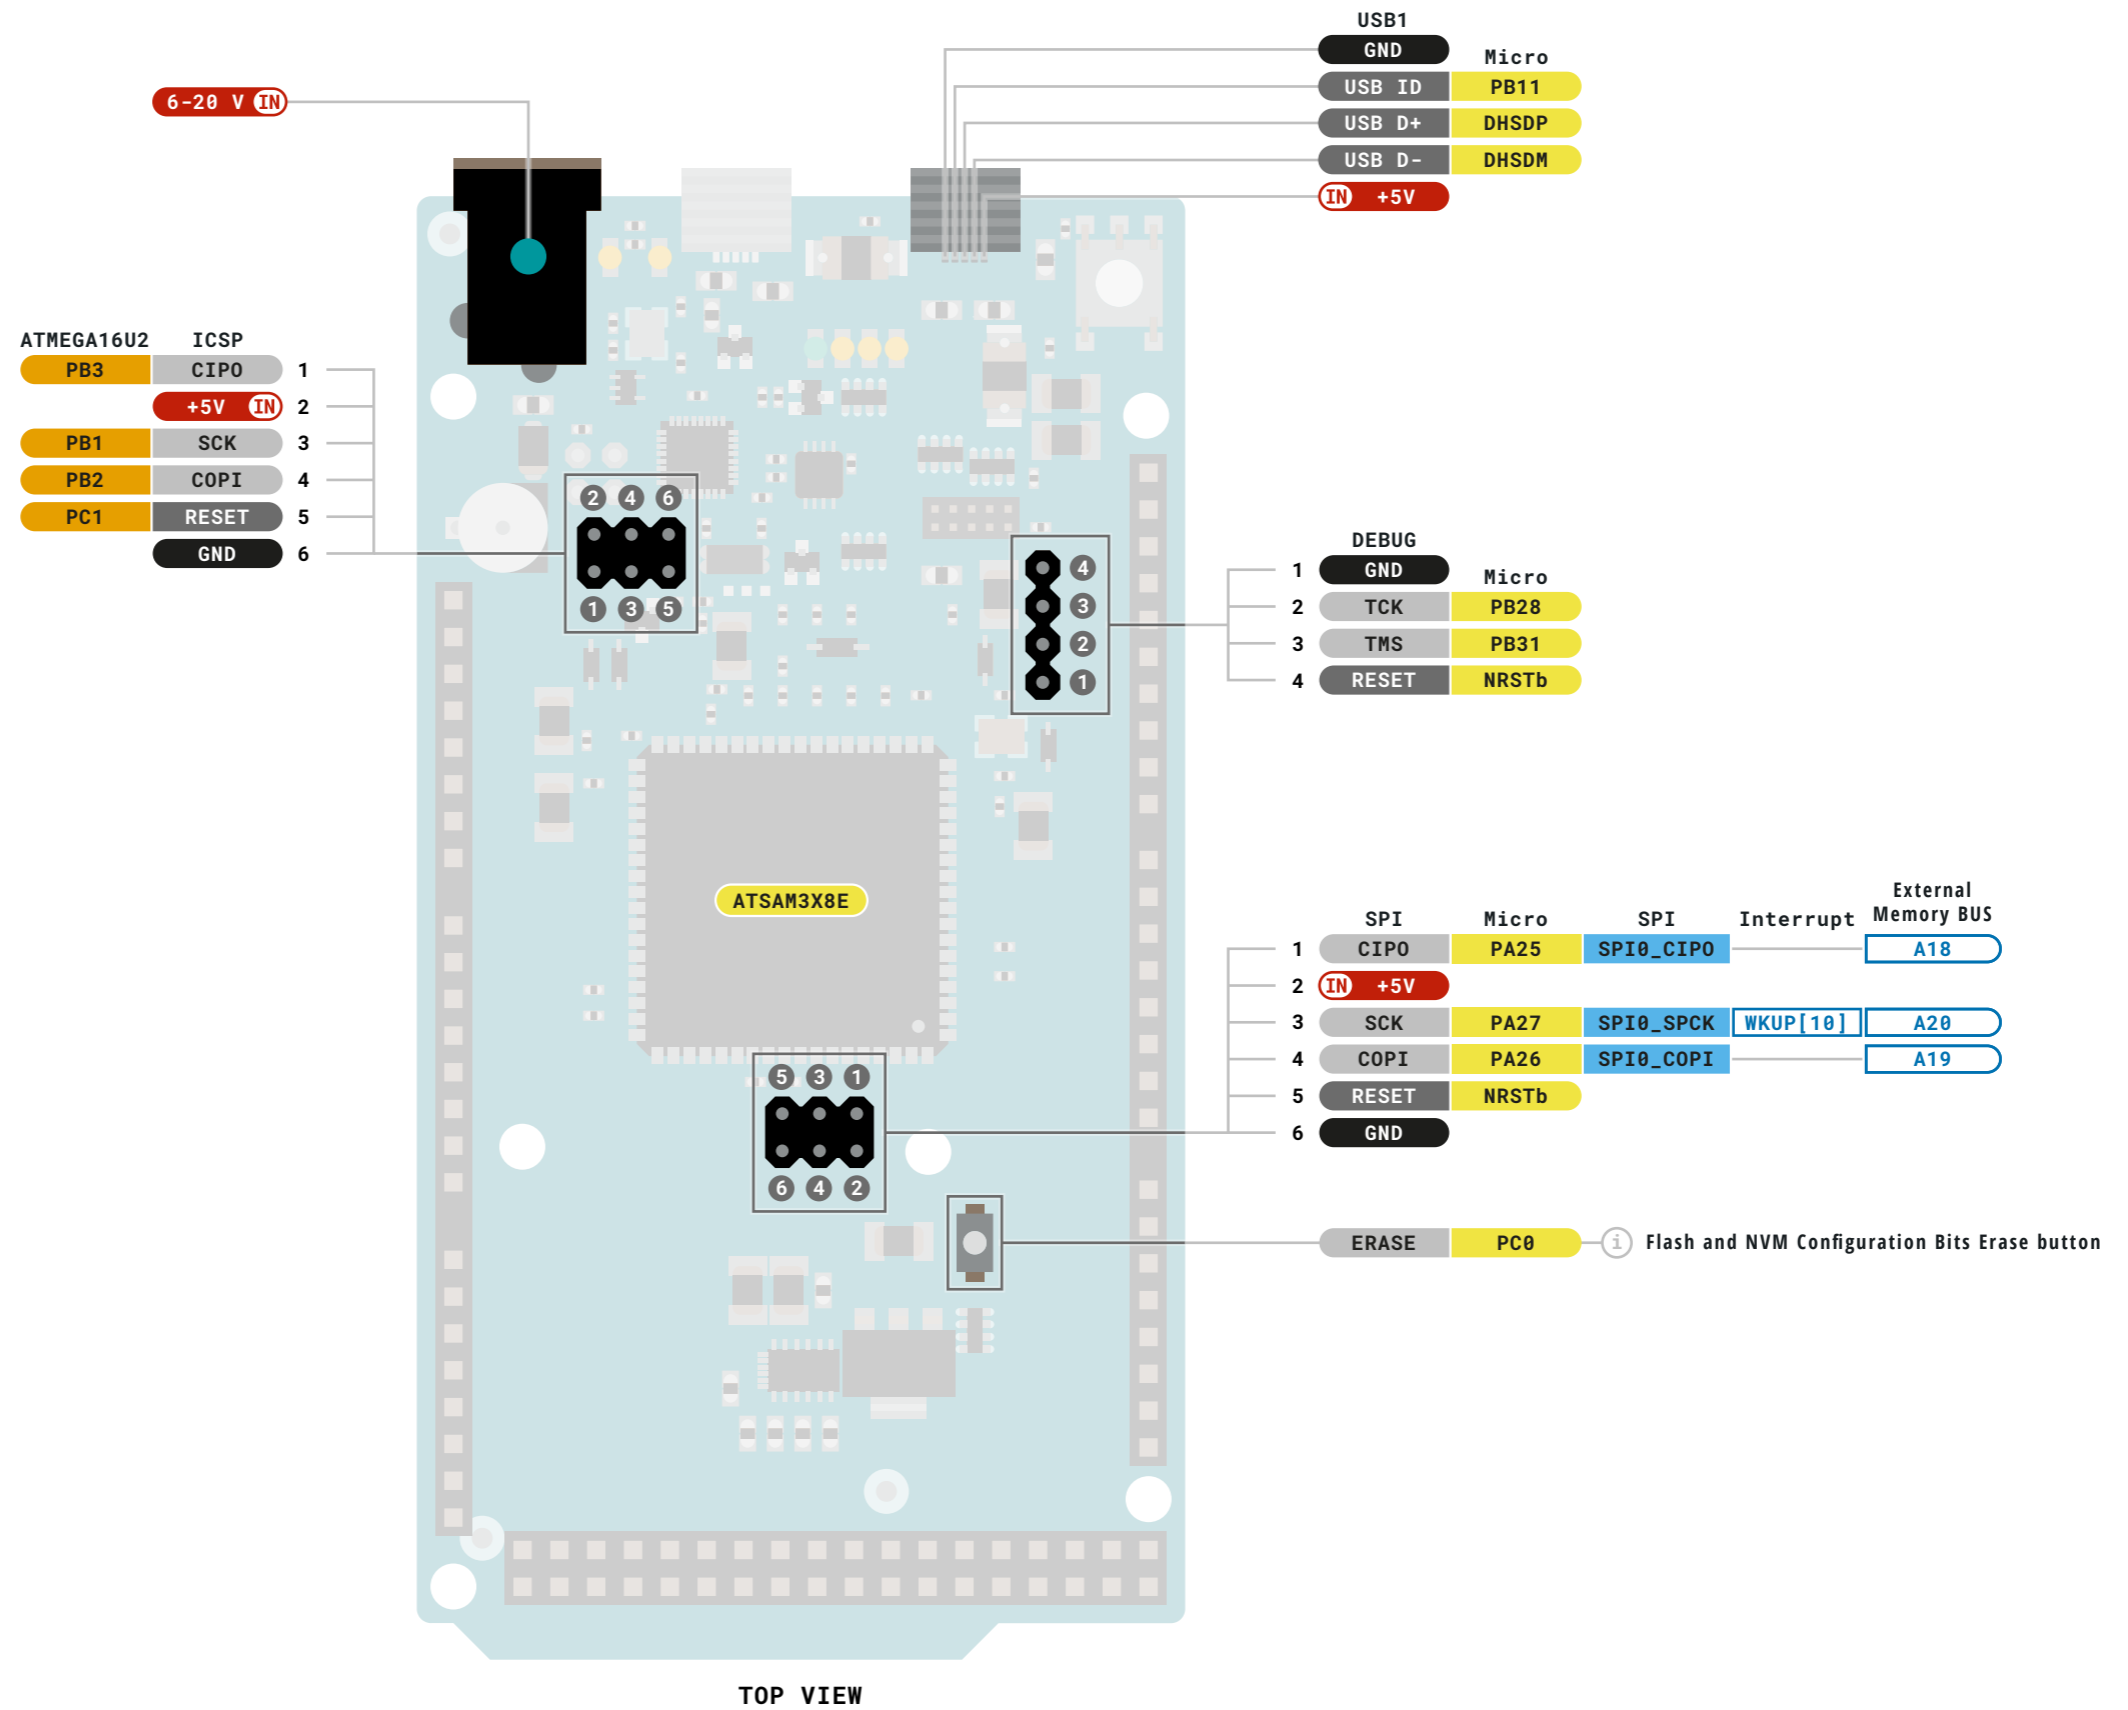 USB1
GND Micro
USB ID PB11
USB D+ DHSDP
USB D- DHSDM
IN +5V
6-20 V IN
ATMEGA16U2 ICSP
PB3 CIPO 1
+5V IN 2
PB1 SCK 3
PB2 COPI 4
PC1 RESET 5
GND 6
2 4 6
1 3 5
4
3
2
1
DEBUG
1 GND Micro
2 TCK PB28
3 TMS PB31
4 RESET NRSTb
ATSAM3X8E
External
SPI Micro SPI Interrupt Memory BUS
1 CIPO PA25 SPI0_CIPO A18
2 IN +5V
3 SCK PA27 SPI0_SPCK WKUP[10] A20
4 COPI PA26 SPI0_COPI A19
5 RESET NRSTb
6 GND
5 3 1
6 4 2
ERASE PC0 i Flash and NVM Configuration Bits Erase button
TOP VIEW